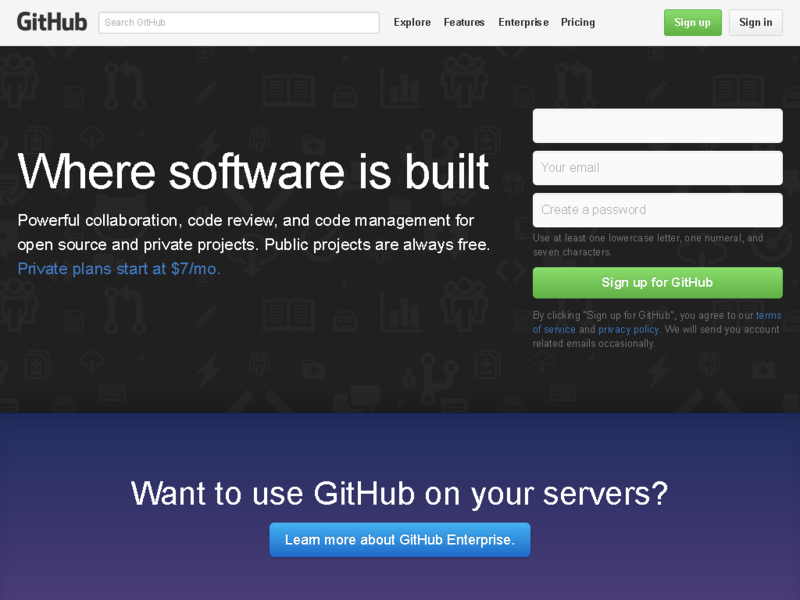 GitHub
Search GitHub
Explore Features Enterprise Pricing
Sign up
Sign in
Where software is built
Powerful collaboration, code review, and code management for
open source and private projects. Public projects are always free.
Private plans start at $7/mo.
Your email
Create a password
Use at least one lowercase letter, one numeral, and
seven characters.
Sign up for GitHub
By clicking "Sign up for GitHub", you agree to our terms
of service and privacy policy. We will send you account
related emails occasionally.
Want to use GitHub on your servers?
Learn more about GitHub Enterprise.